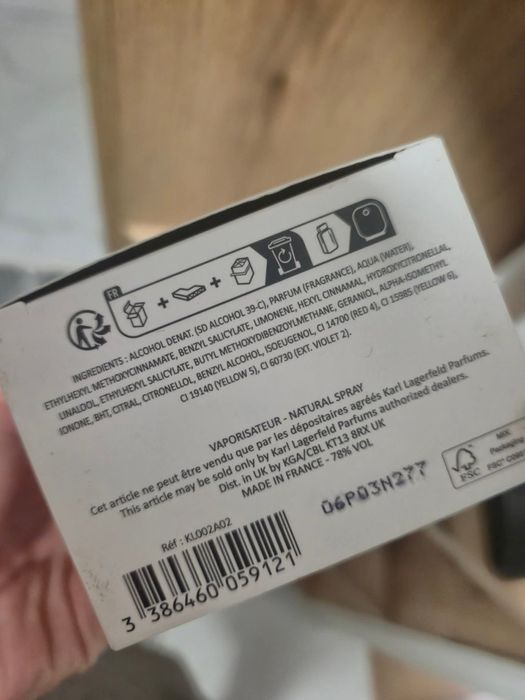 FR
INGREDIENTS : ALCOHOL DENAT. (SD ALCOHOL 39-C), PARFUM (FRAGRANCE), AQUA (WATER),
ETHYLHEXYL METHOXYCINNAMATE, BENZYL SALICYLATE, LIMONENE, HEXYL CINNAMAL, HYDROXYCITRONELLAL,
LINALOOL, ETHYLHEXYL SALICYLATE, BUTYL METHOXYDIBENZOYLMETHANE, GERANIOL, ALPHA-ISOMETHYL
IONONE, BHT, CITRAL, CITRONELLOL, BENZYL ALCOHOL, ISOEUGENOL, CI 14700 (RED 4), CI 15985 (YELLOW 6),
CI 19140 (YELLOW 5), CI 60730 (EXT. VIOLET 2).
VAPORISATEUR - NATURAL SPRAY
Cet article ne peut être vendu que par les dépositaires agréés Karl Lagerfeld Parfums.
This article may be sold only by Karl Lagerfeld Parfums authorized dealers.
Dist. in UK by KGA/CBL KT13 8RX UK
MADE IN FRANCE - 78% VOL
06P03N277
MIX
Packaging
FSC
Réf : KL002A02
3 386460 059121